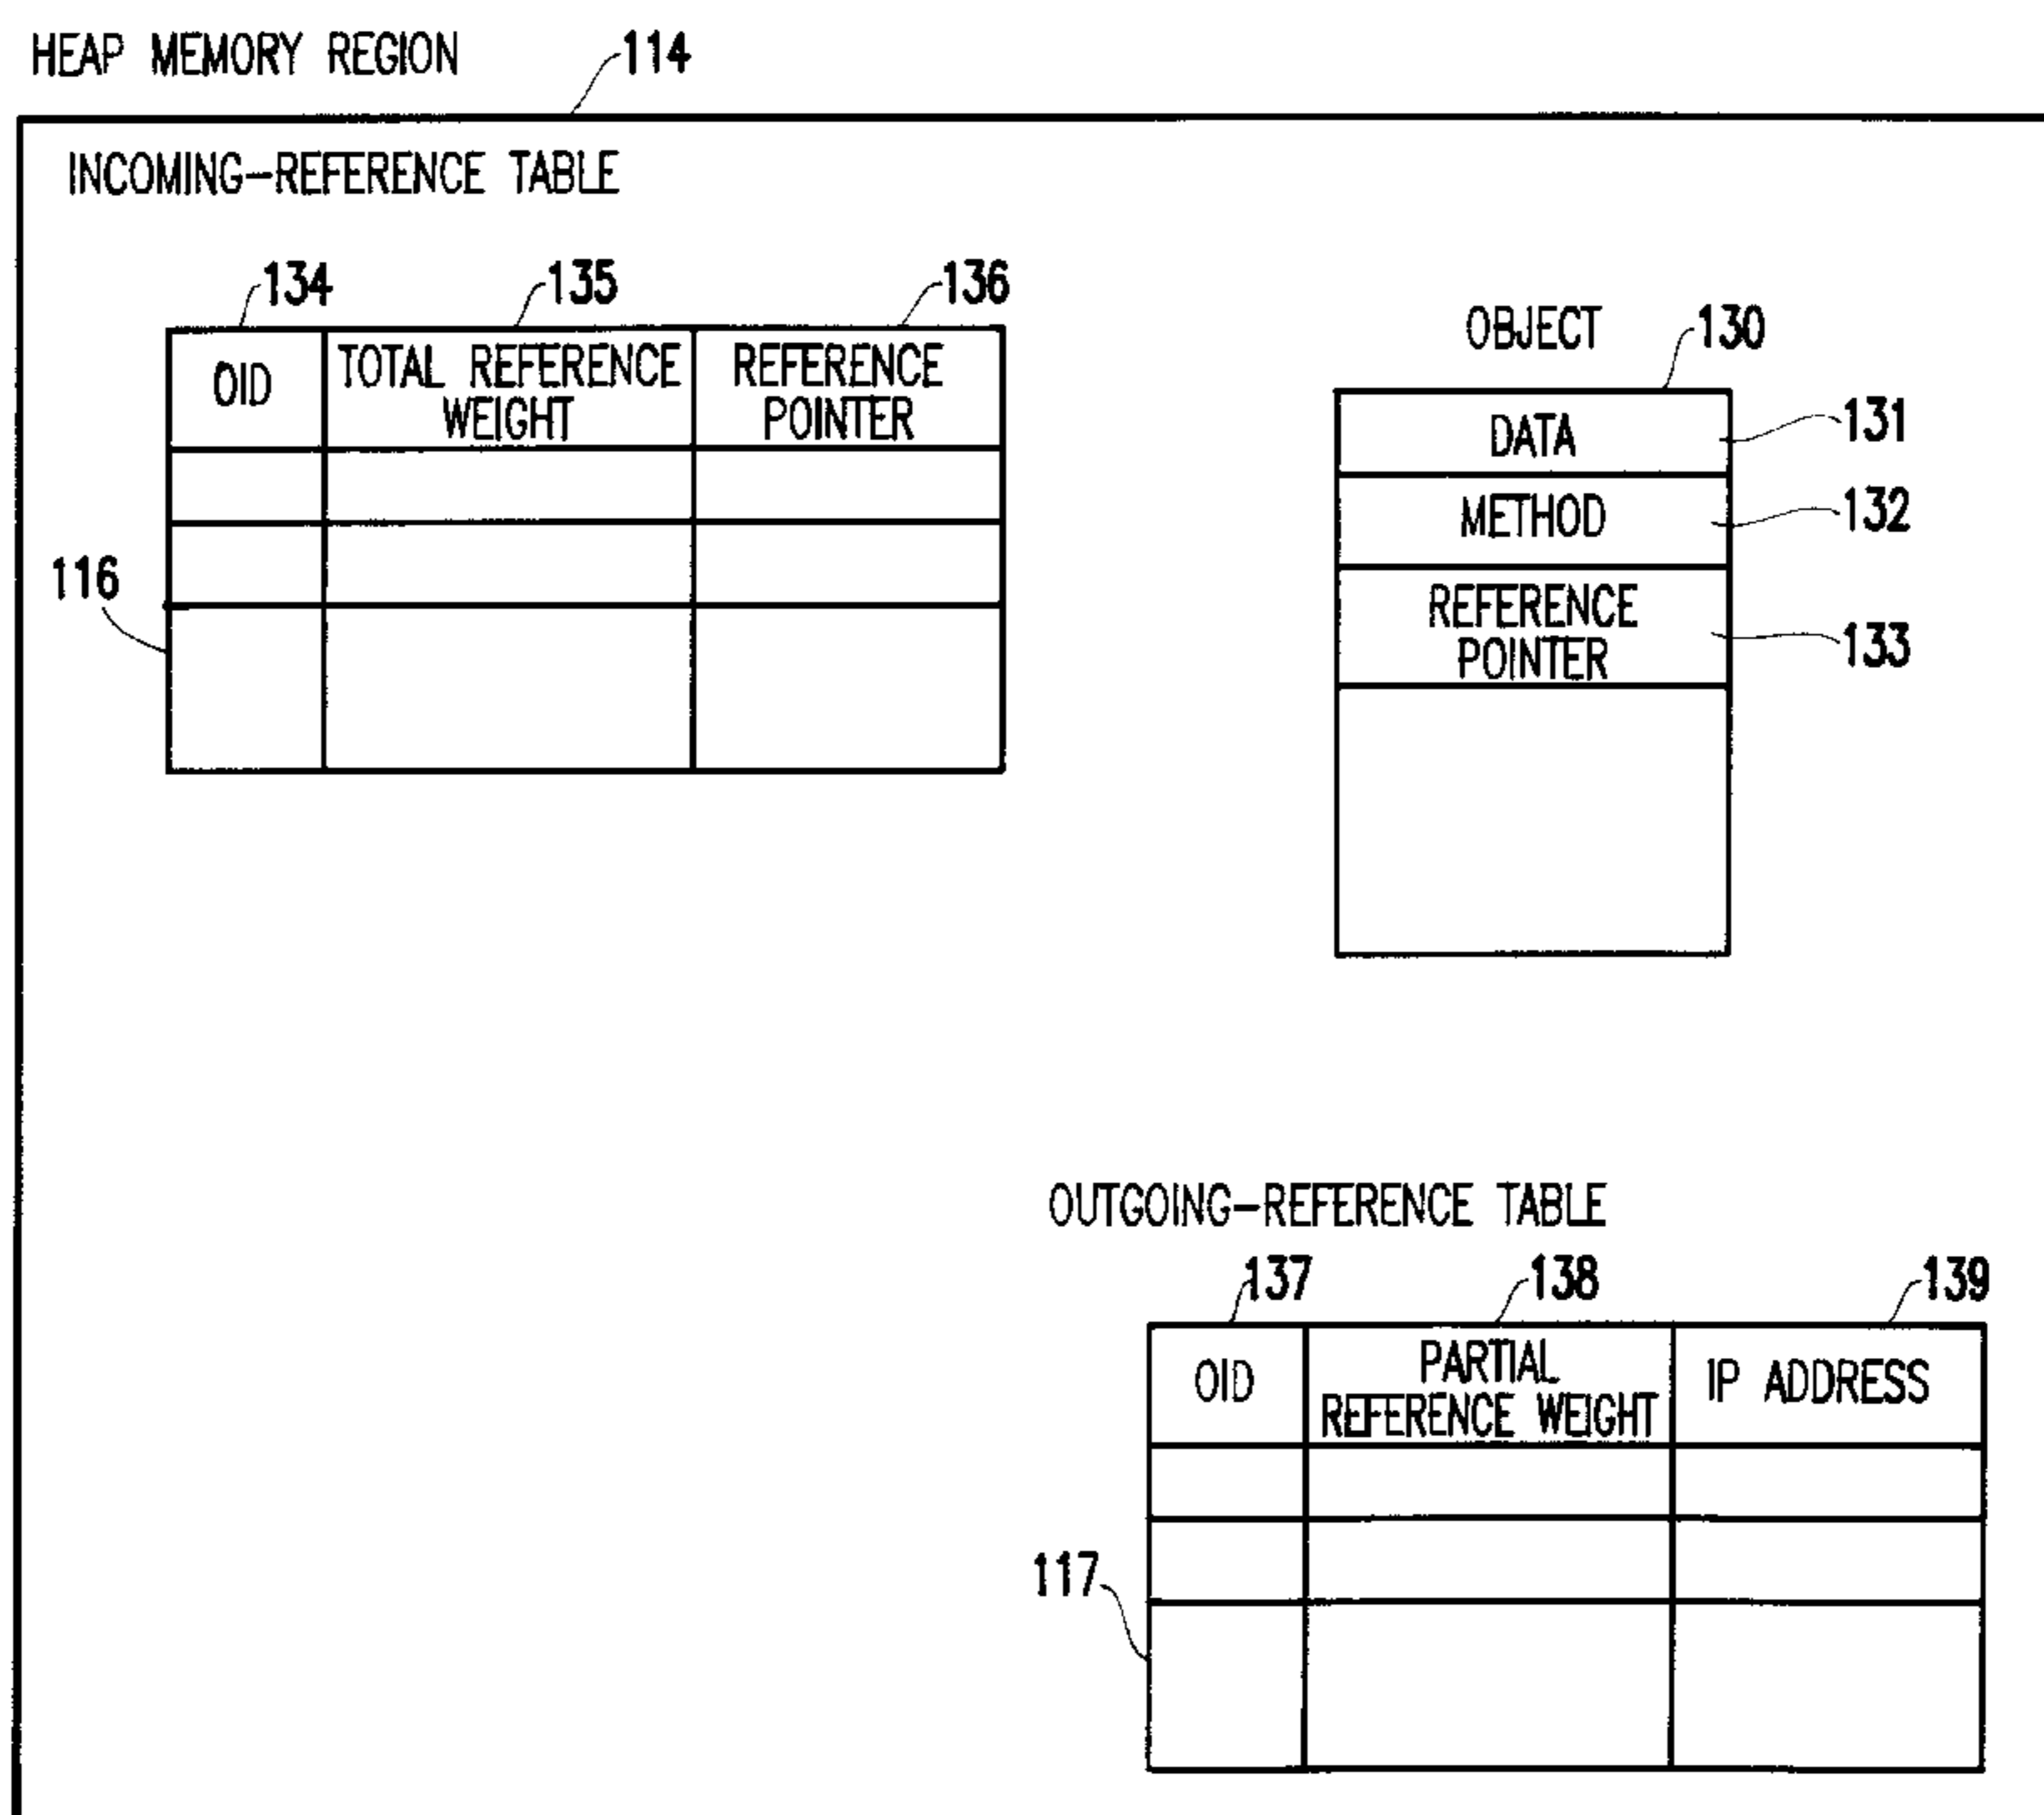 HEAP MEMORY REGION
114
INCOMING-REFERENCE TABLE
134
135
136
OID
TOTAL REFERENCE
WEIGHT
REFERENCE
POINTER
116
OBJECT
130
DATA
131
METHOD
132
REFERENCE
POINTER
133
OUTGOING-REFERENCE TABLE
137
138
139
OID
PARTIAL
REFERENCE WEIGHT
IP ADDRESS
117